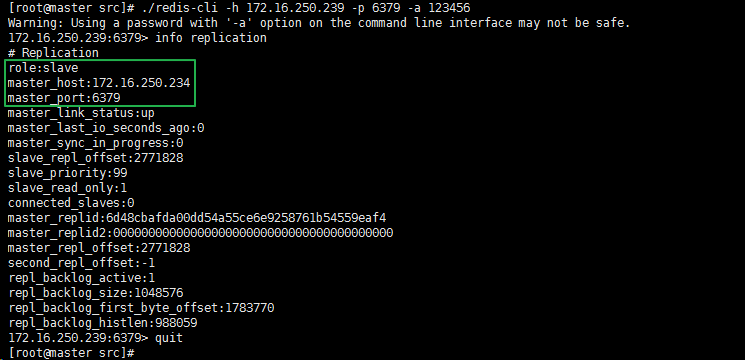 [root@master src]# ./redis-cli -h 172.16.250.239 -p 6379 -a 123456
Warning: Using a password with '-a' option on the command line interface may not be safe.
172.16.250.239:6379> info replication
# Replication
role:slave
master_host:172.16.250.234
master_port:6379
master_link_status:up
master_last_io_seconds_ago:0
master_sync_in_progress:0
slave_repl_offset:2771828
slave_priority:99
slave_read_only:1
connected_slaves:0
master_replid:6d48cbafda00dd54a55ce6e9258761b54559eaf4
master_replid2:0000000000000000000000000000000000000000
master_repl_offset:2771828
second_repl_offset:-1
repl_backlog_active:1
repl_backlog_size:1048576
repl_backlog_first_byte_offset:1783770
repl_backlog_histlen:988059
172.16.250.239:6379> quit
[root@master src]#